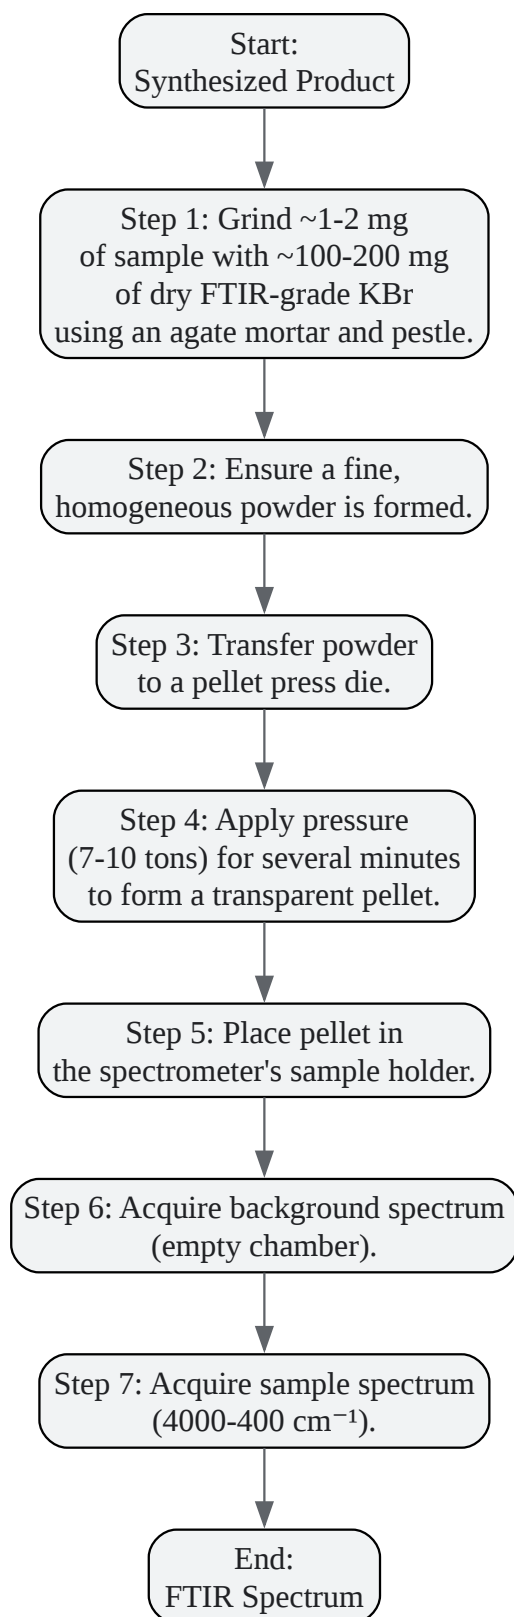 Start:
Synthesized Product
Step 1: Grind ~1-2 mg
of sample with ~100-200 mg
of dry FTIR-grade KBr
using an agate mortar and pestle.
Step 2: Ensure a fine,
homogeneous powder is formed.
Step 3: Transfer powder
to a pellet press die.
Step 4: Apply pressure
(7-10 tons) for several minutes
to form a transparent pellet.
Step 5: Place pellet in
the spectrometer's sample holder.
Step 6: Acquire background spectrum
(empty chamber).
Step 7: Acquire sample spectrum
(4000-400 cm⁻¹).
End:
FTIR Spectrum